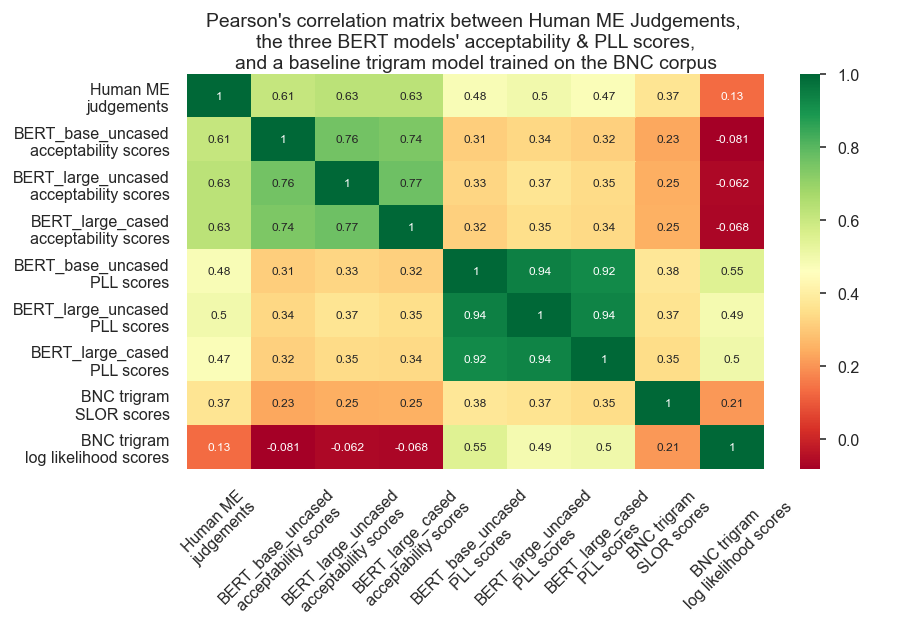 Pearson's correlation matrix between Human ME Judgements,
the three BERT models' acceptability & PLL scores,
and a baseline trigram model trained on the BNC corpus
Human ME
judgements
1 0.61 0.63 0.63 0.48 0.5 0.47 0.37 0.13
BERT_base_uncased
acceptability scores
0.61 1 0.76 0.74 0.31 0.34 0.32 0.23 -0.081
BERT_large_uncased
acceptability scores
0.63 0.76 1 0.77 0.33 0.37 0.35 0.25 -0.062
BERT_large_cased
acceptability scores
0.63 0.74 0.77 1 0.32 0.35 0.34 0.25 -0.068
BERT_base_uncased
PLL scores
0.48 0.31 0.33 0.32 1 0.94 0.92 0.38 0.55
BERT_large_uncased
PLL scores
0.5 0.34 0.37 0.35 0.94 1 0.94 0.37 0.49
BERT_large_cased
PLL scores
0.47 0.32 0.35 0.34 0.92 0.94 1 0.35 0.5
BNC trigram
SLOR scores
0.37 0.23 0.25 0.25 0.38 0.37 0.35 1 0.21
BNC trigram
log likelihood scores
0.13 -0.081 -0.062 -0.068 0.55 0.49 0.5 0.21 1
Human ME
judgements
BERT_base_uncased
acceptability scores
BERT_large_uncased
acceptability scores
BERT_large_cased
acceptability scores
BERT_base_uncased
PLL scores
BERT_large_uncased
PLL scores
BERT_large_cased
PLL scores
BNC trigram
SLOR scores
BNC trigram
log likelihood scores
1.0
0.8
0.6
0.4
0.2
0.0